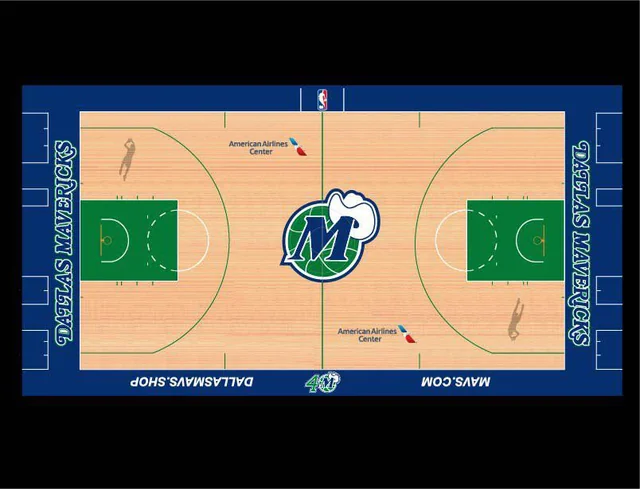 American Airlines
Center
DALLAS MAVERICKS
DALLAS MAVERICKS
M
American Airlines
Center
DALLASMAVS.SHOP
40
MAVS.COM